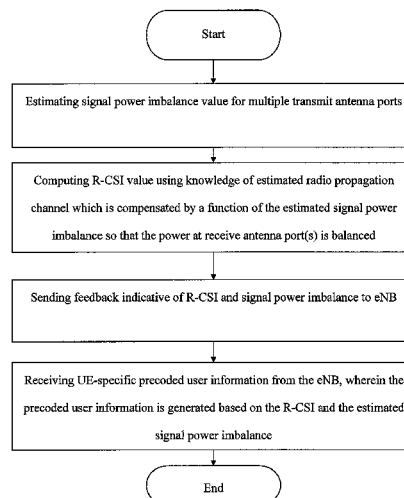 Start
Estimating signal power imbalance value for multiple transmit antenna ports
Computing R-CSI value using knowledge of estimated radio propagation
channel which is compensated by a function of the estimated signal power
imbalance so that the power at receive antenna port(s) is balanced
Sending feedback indicative of R-CSI and signal power imbalance to eNB
Receiving UE-specific precoded user information from the eNB, wherein the
precoded user information is generated based on the R-CSI and the estimated
signal power imbalance
End